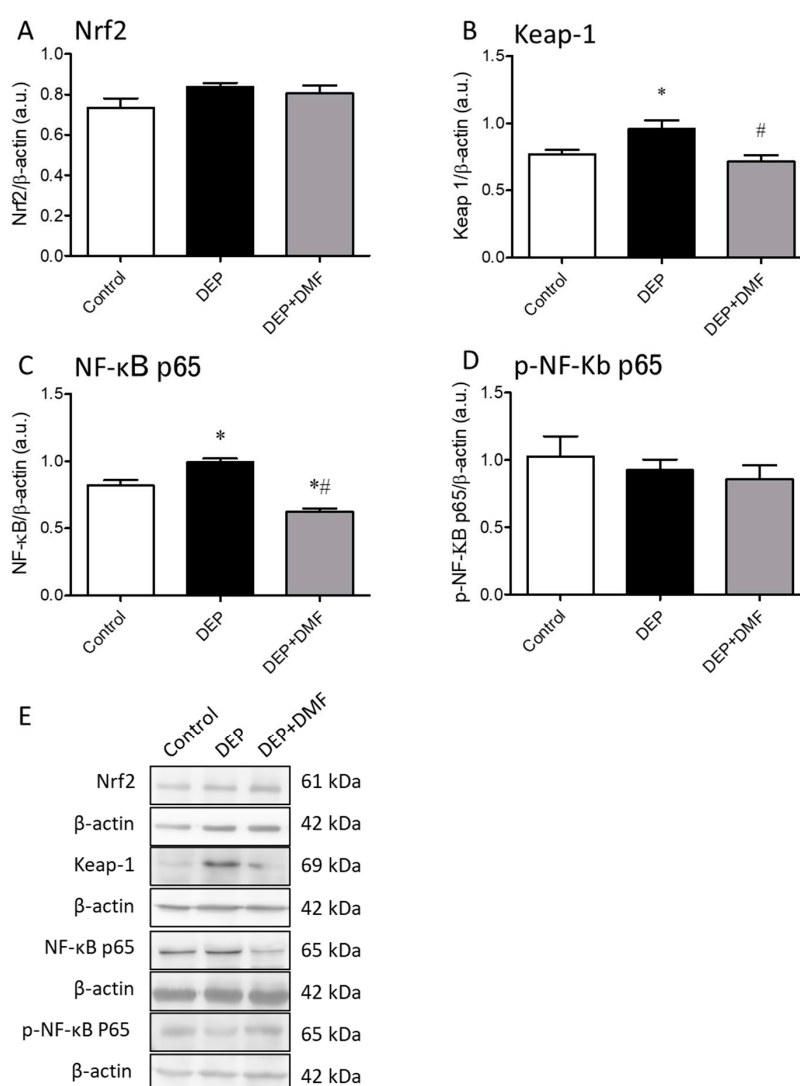 A Nrf2
Nrf2/β-actin (a.u.)
1.0
0.8
0.6
0.4
0.2
0.0
Control
DEP
DEP+DMF
B Keap-1
Keap 1/β-actin (a.u.)
1.5
1.0
0.5
0.0
*
#
Control
DEP
DEP+DMF
C NF-κB p65
NF-κB/β-actin (a.u.)
1.5
1.0
0.5
0.0
*
*#
Control
DEP
DEP+DMF
D p-NF-Kb p65
p-NF-KB p65/β-actin (a.u.)
1.5
1.0
0.5
0.0
Control
DEP
DEP+DMF
E
Control DEP DEP+DMF
Nrf2 61 kDa
β-actin 42 kDa
Keap-1 69 kDa
β-actin 42 kDa
NF-κB p65 65 kDa
β-actin 42 kDa
p-NF-κB P65 65 kDa
β-actin 42 kDa